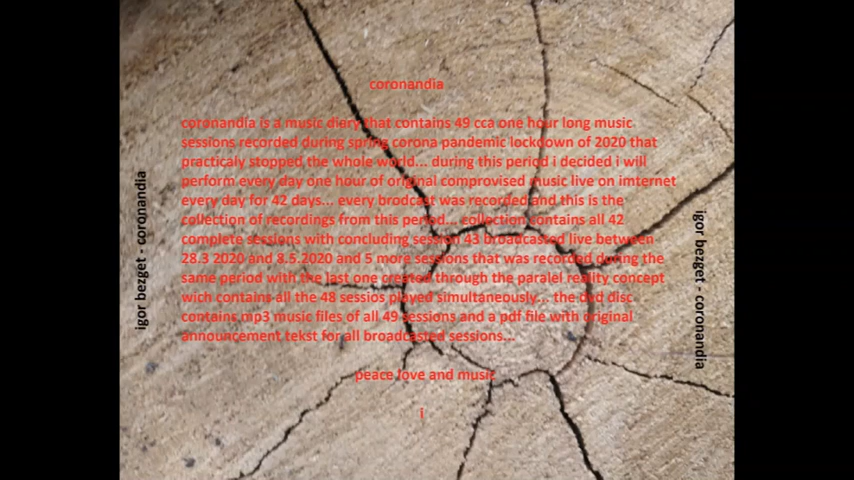 coronandia
coronandia is a music diary that contains 49 cca one hour long music
sessions recorded during spring corona pandemic lockdown of 2020 that
practicaly stopped the whole world... during this period i decided i will
perform every day one hour of original comprovised music live on imternet
every day for 42 days... every brodcast was recorded and this is the
collection of recordings from this period... collection contains all 42
complete sessions with concluding session 43 broadcasted live between
28.3 2020 and 8.5.2020 and 5 more sessions that was recorded during the
same period with the last one created through the paralel reality concept
wich contains all the 48 sessios played simultaneously... the dvd disc
contains mp3 music files of all 49 sessions and a pdf file with original
announcement tekst for all broadcasted sessions...
peace love and music
i
igor bezget - coronandia
igor bezget - coronandia